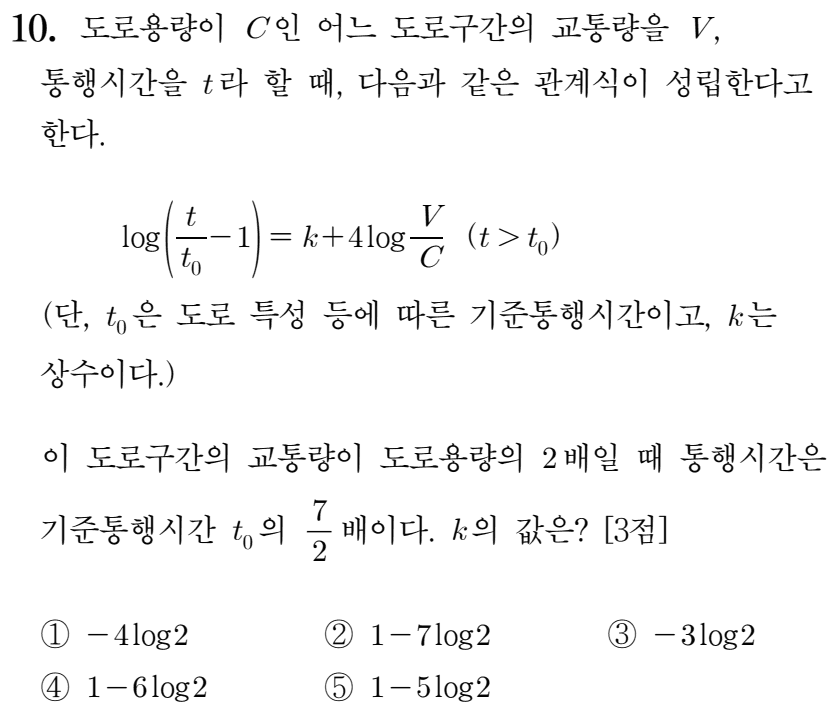 10. 도로용량이 C인 어느 도로구간의 교통량을 V,
통행시간을 t라 할 때, 다음과 같은 관계식이 성립한다고
한다.
log(t/t₀−1)= k+4log V/C (t>t₀)
(단, t₀은 도로 특성 등에 따른 기준통행시간이고, k는
상수이다.)
이 도로구간의 교통량이 도로용량의 2배일 때 통행시간은
기준통행시간 t₀의 7/2배이다. k의 값은? [3점]
① −4log2 ② 1−7log2 ③ −3log2
④ 1−6log2 ⑤ 1−5log2